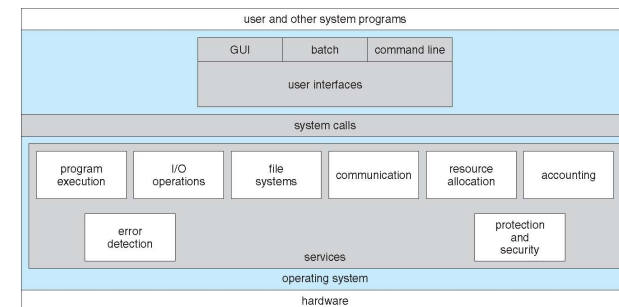 user and other system programs
GUI batch command line
user interfaces
system calls
program execution
I/O operations
file systems
communication
resource allocation
accounting
error detection
protection and security
services
operating system
hardware